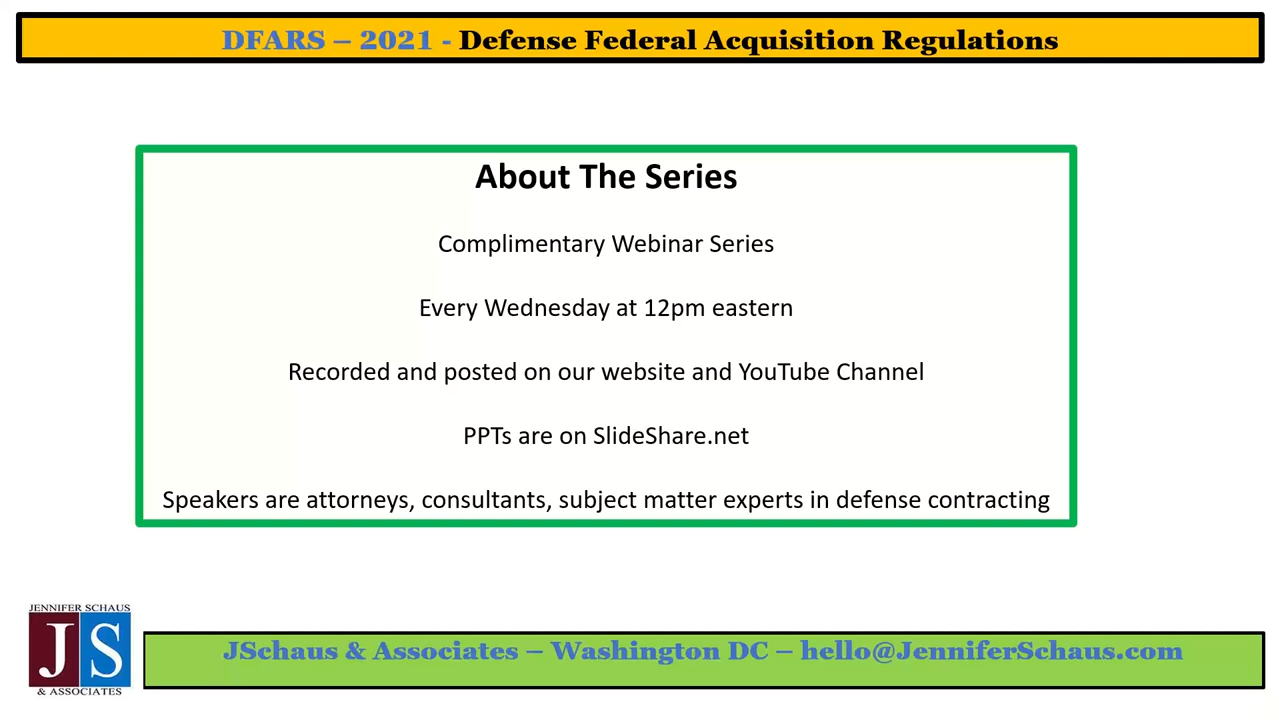 DFARS – 2021 - Defense Federal Acquisition Regulations
About The Series
Complimentary Webinar Series
Every Wednesday at 12pm eastern
Recorded and posted on our website and YouTube Channel
PPTs are on SlideShare.net
Speakers are attorneys, consultants, subject matter experts in defense contracting
JENNIFER SCHAUS
JS
& ASSOCIATES
JSchaus & Associates – Washington DC – hello@JenniferSchaus.com